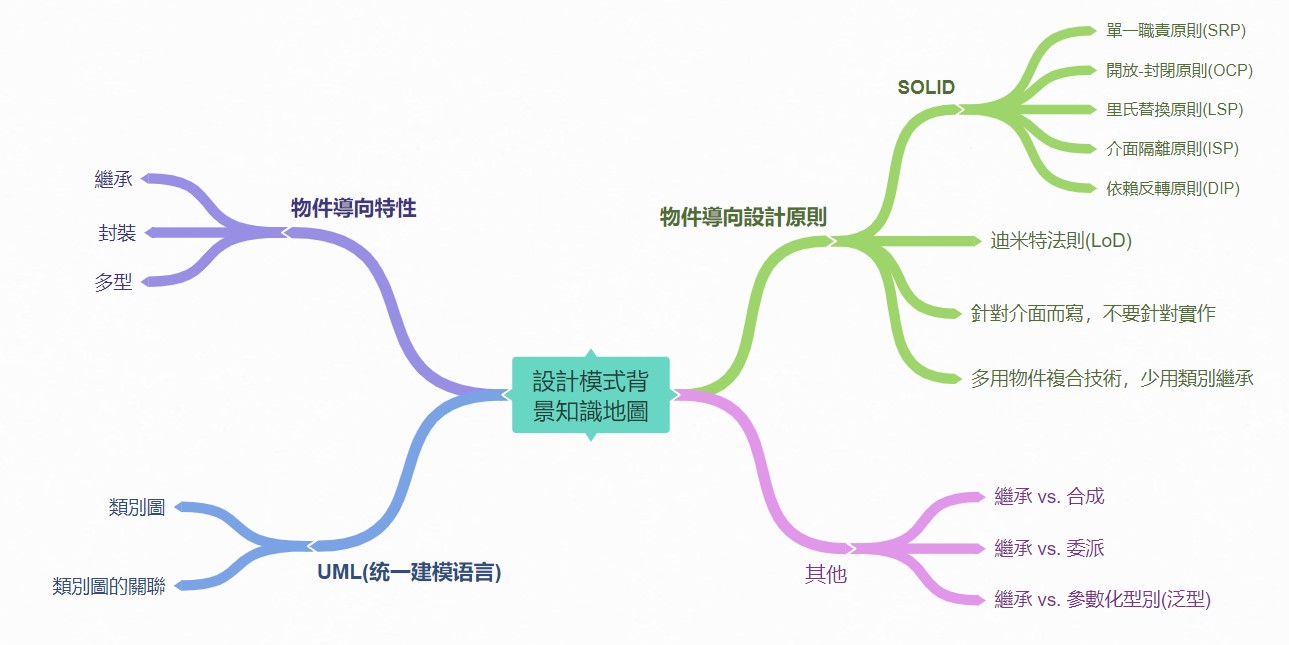 設計模式背
景知識地圖
物件導向特性
繼承
封裝
多型
UML(统一建模语言)
類別圖
類別圖的關聯
物件導向設計原則
SOLID
單一職責原則(SRP)
開放-封閉原則(OCP)
里氏替換原則(LSP)
介面隔離原則(ISP)
依賴反轉原則(DIP)
迪米特法則(LoD)
針對介面而寫，不要針對實作
多用物件複合技術，少用類別繼承
其他
繼承 vs. 合成
繼承 vs. 委派
繼承 vs. 參數化型別(泛型)